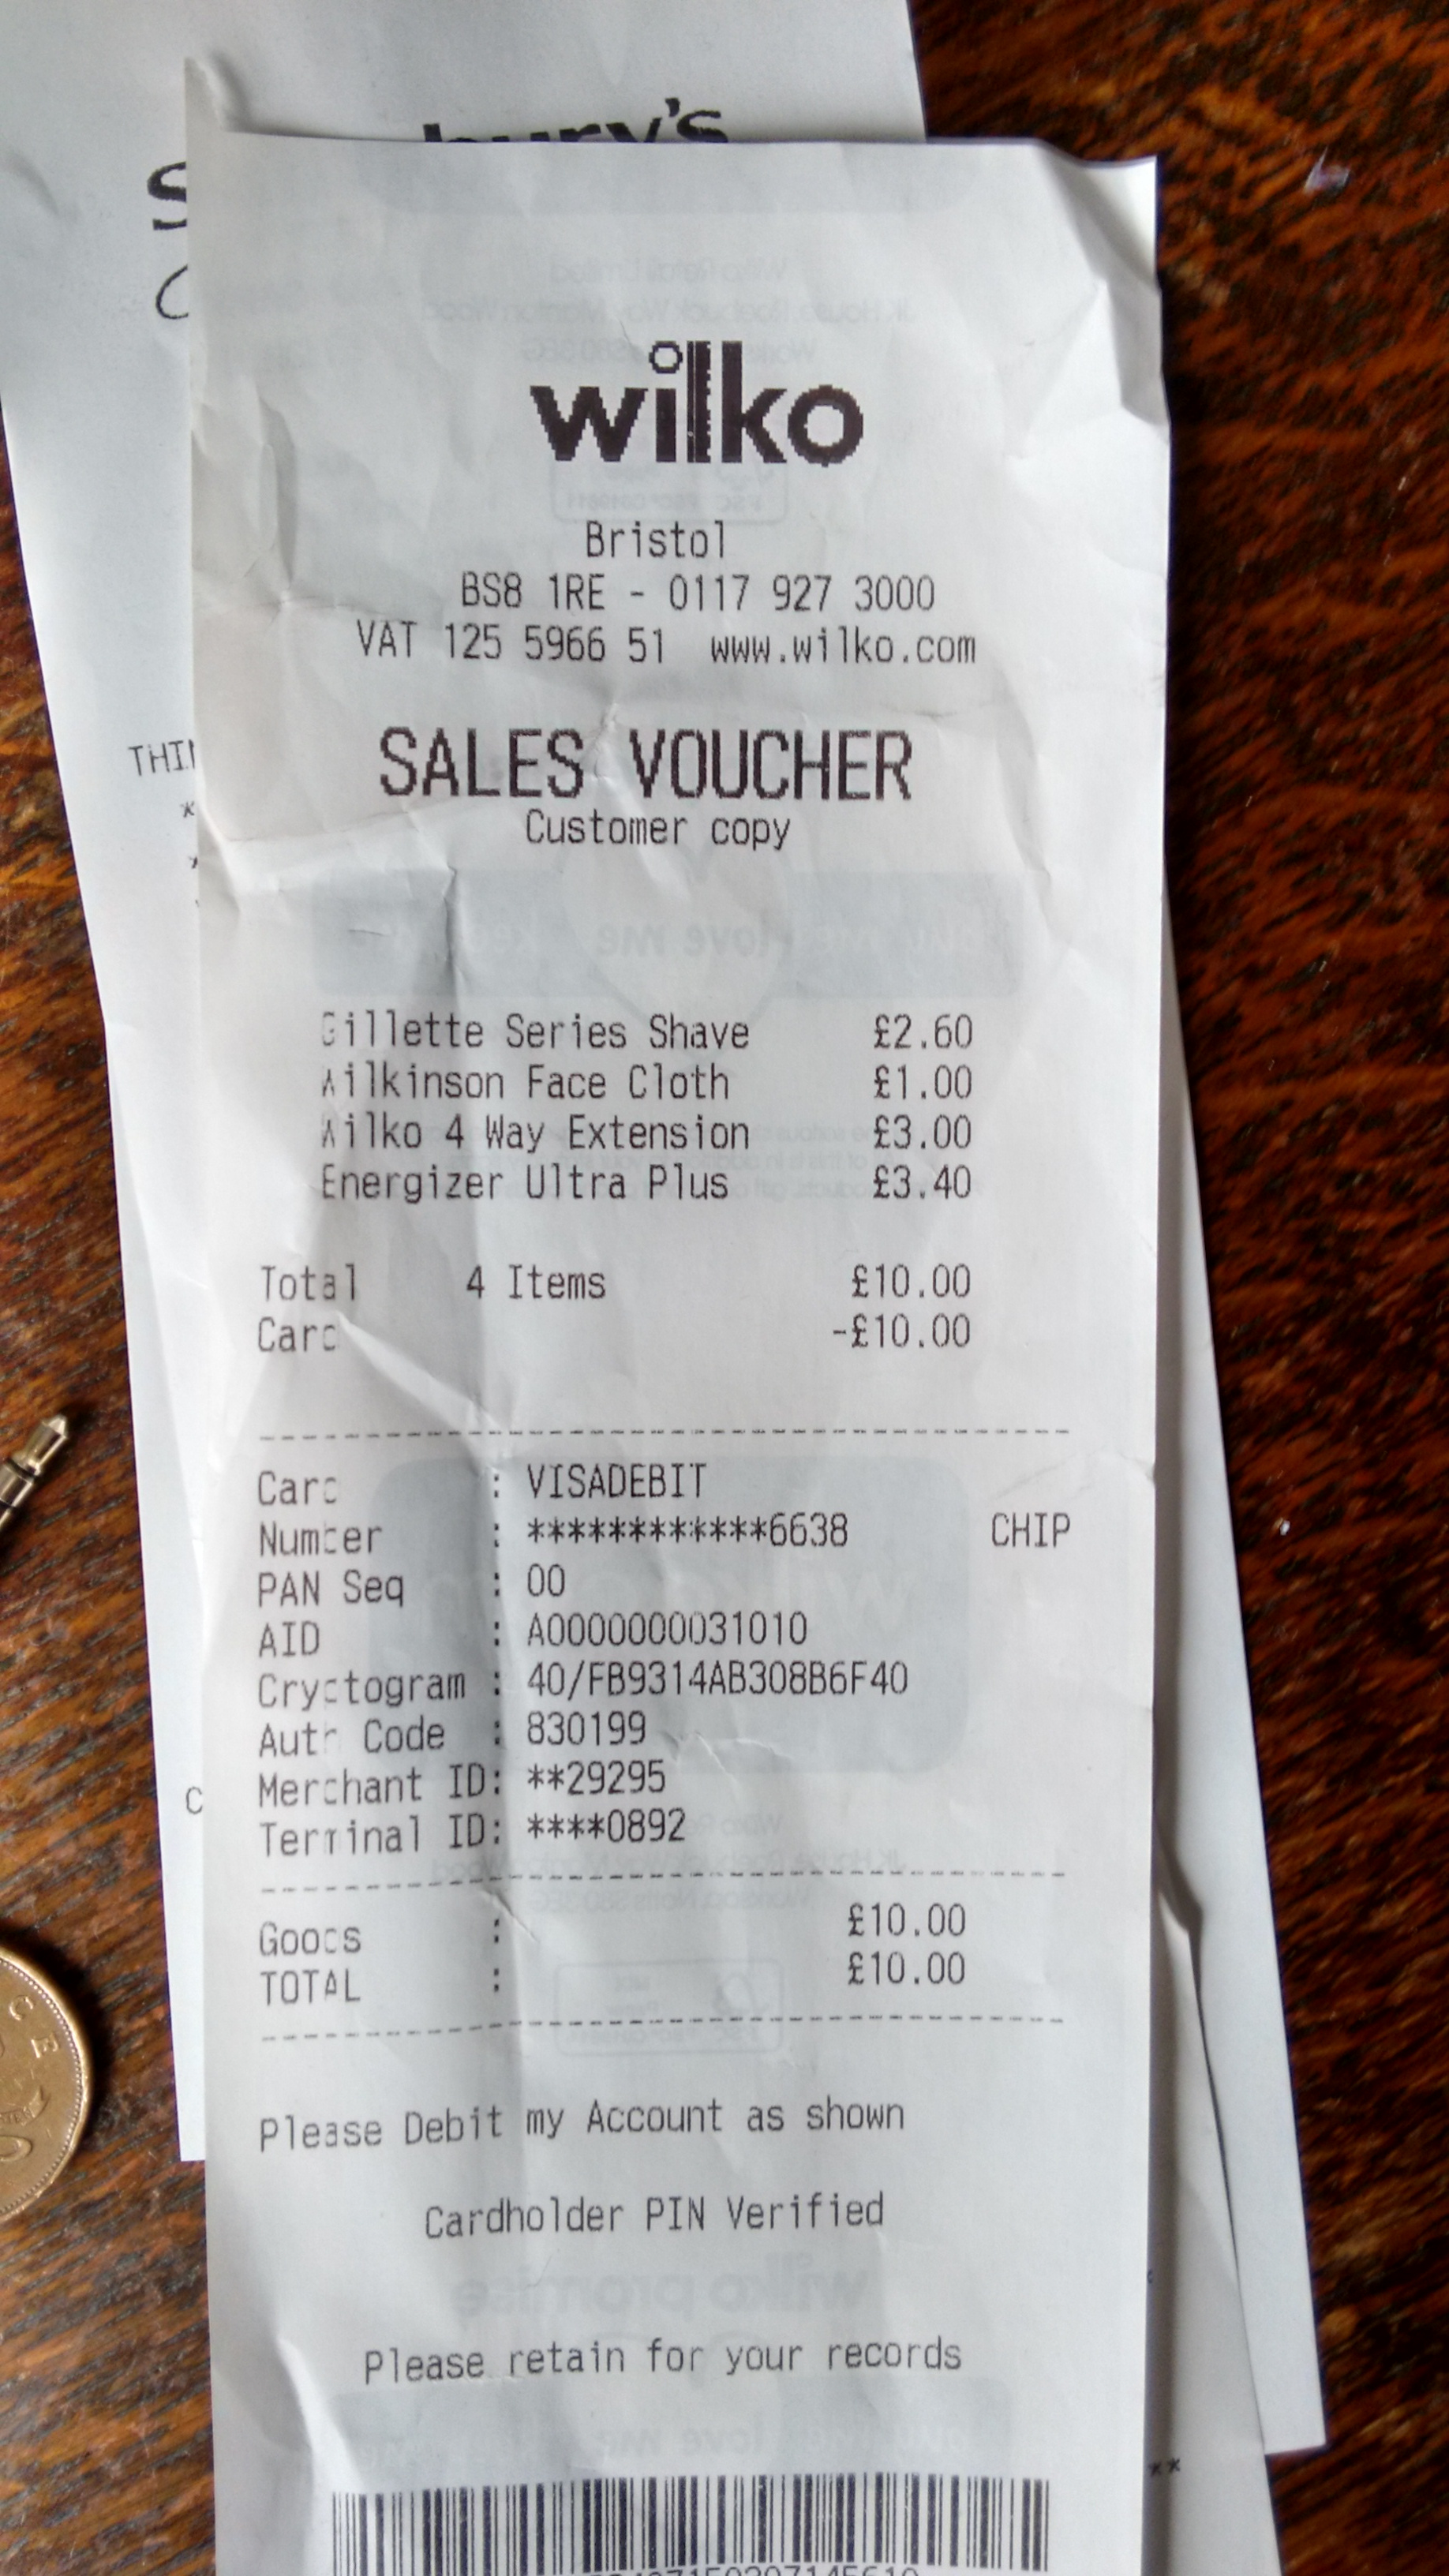 bury's
wilko
Bristol
BS8 1RE - 0117 927 3000
VAT 125 5966 51 www.wilko.com
SALES VOUCHER
Customer copy
Gillette Series Shave £2.60
Wilkinson Face Cloth £1.00
Wilko 4 Way Extension £3.00
Energizer Ultra Plus £3.40
Total 4 Items £10.00
Card -£10.00
Card : VISADEBIT
Number : ************6638 CHIP
PAN Seq : 00
AID : A0000000031010
Cryptogram : 40/FB9314AB308B6F40
Auth Code : 830199
Merchant ID: **29295
Terminal ID: ****0892
Goods : £10.00
TOTAL : £10.00
Please Debit my Account as shown
Cardholder PIN Verified
Please retain for your records